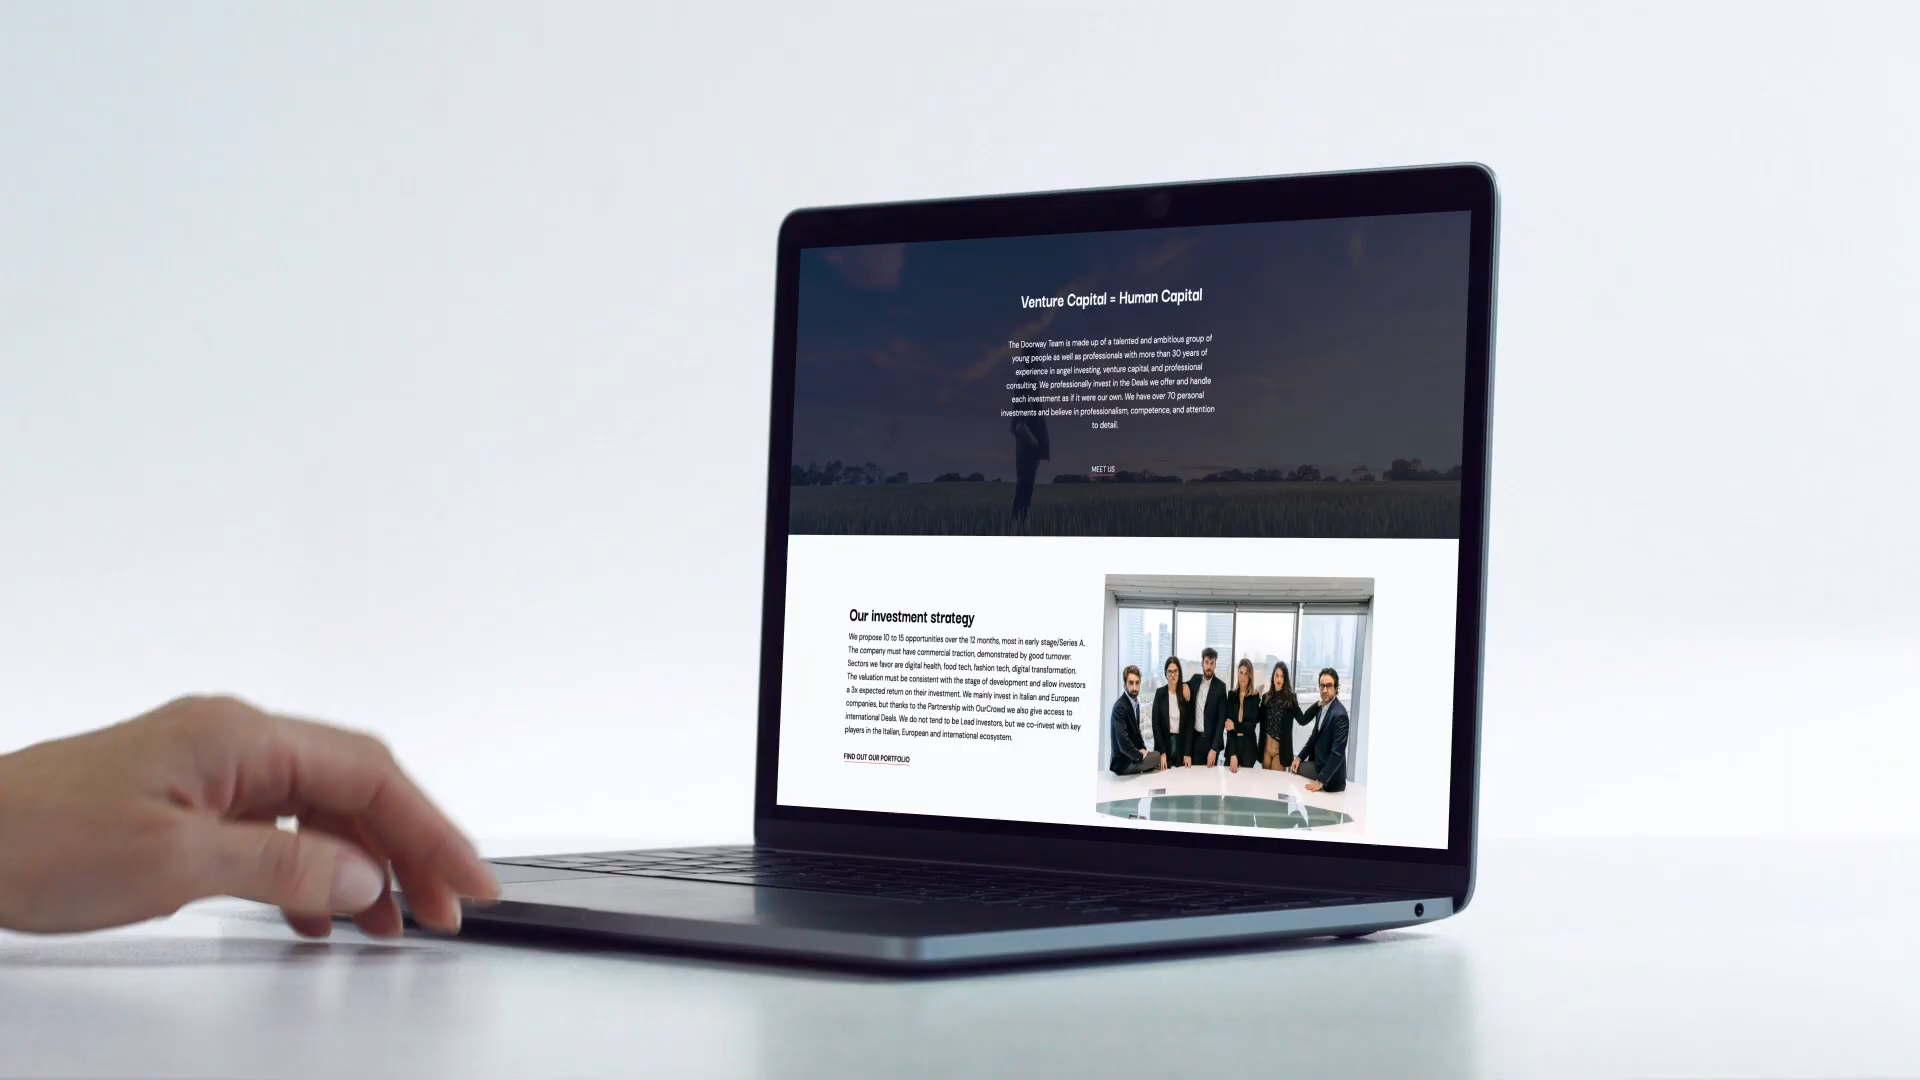 Venture Capital = Human Capital
The Doorway Team is made up of a talented and ambitious group of
young people as well as professionals with more than 30 years of
experience in angel investing, venture capital, and professional
consulting. We professionally invest in the Deals we offer and handle
each investment as if it were our own. We have over 70 personal
investments and believe in professionalism, competence, and attention
to detail.
MEET US
Our investment strategy
We propose 10 to 15 opportunities over the 12 months, most in early stage/Series A.
The company must have commercial traction, demonstrated by good turnover.
Sectors we favor are digital health, food tech, fashion tech, digital transformation.
The valuation must be consistent with the stage of development and allow investors
a 3x expected return on their investment. We mainly invest in Italian and European
companies, but thanks to the Partnership with OurCrowd we also give access to
international Deals. We do not tend to be Lead Investors, but we co-invest with key
players in the Italian, European and international ecosystem.
FIND OUT OUR PORTFOLIO